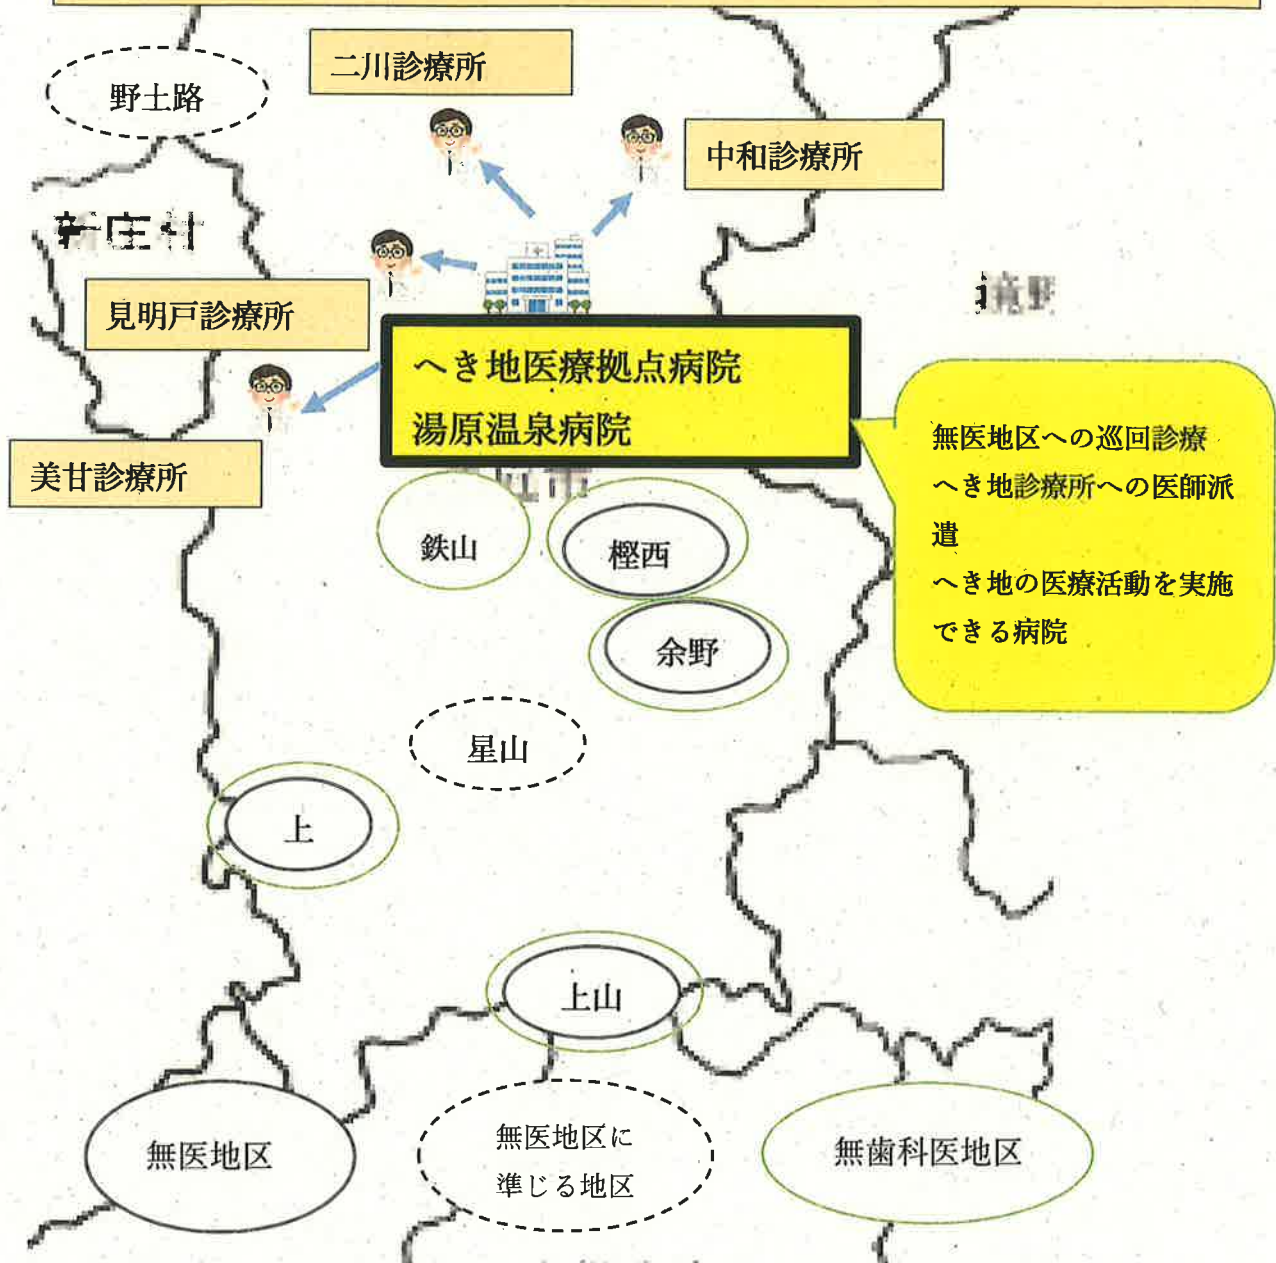 野土路
二川診療所
中和診療所
見明戸診療所
へき地医療拠点病院
湯原温泉病院
無医地区への巡回診療
へき地診療所への医師派
遣
へき地の医療活動を実施
できる病院
美甘診療所
鉄山
樫西
余野
星山
上
上山
無医地区
無医地区に
準じる地区
無歯科医地区